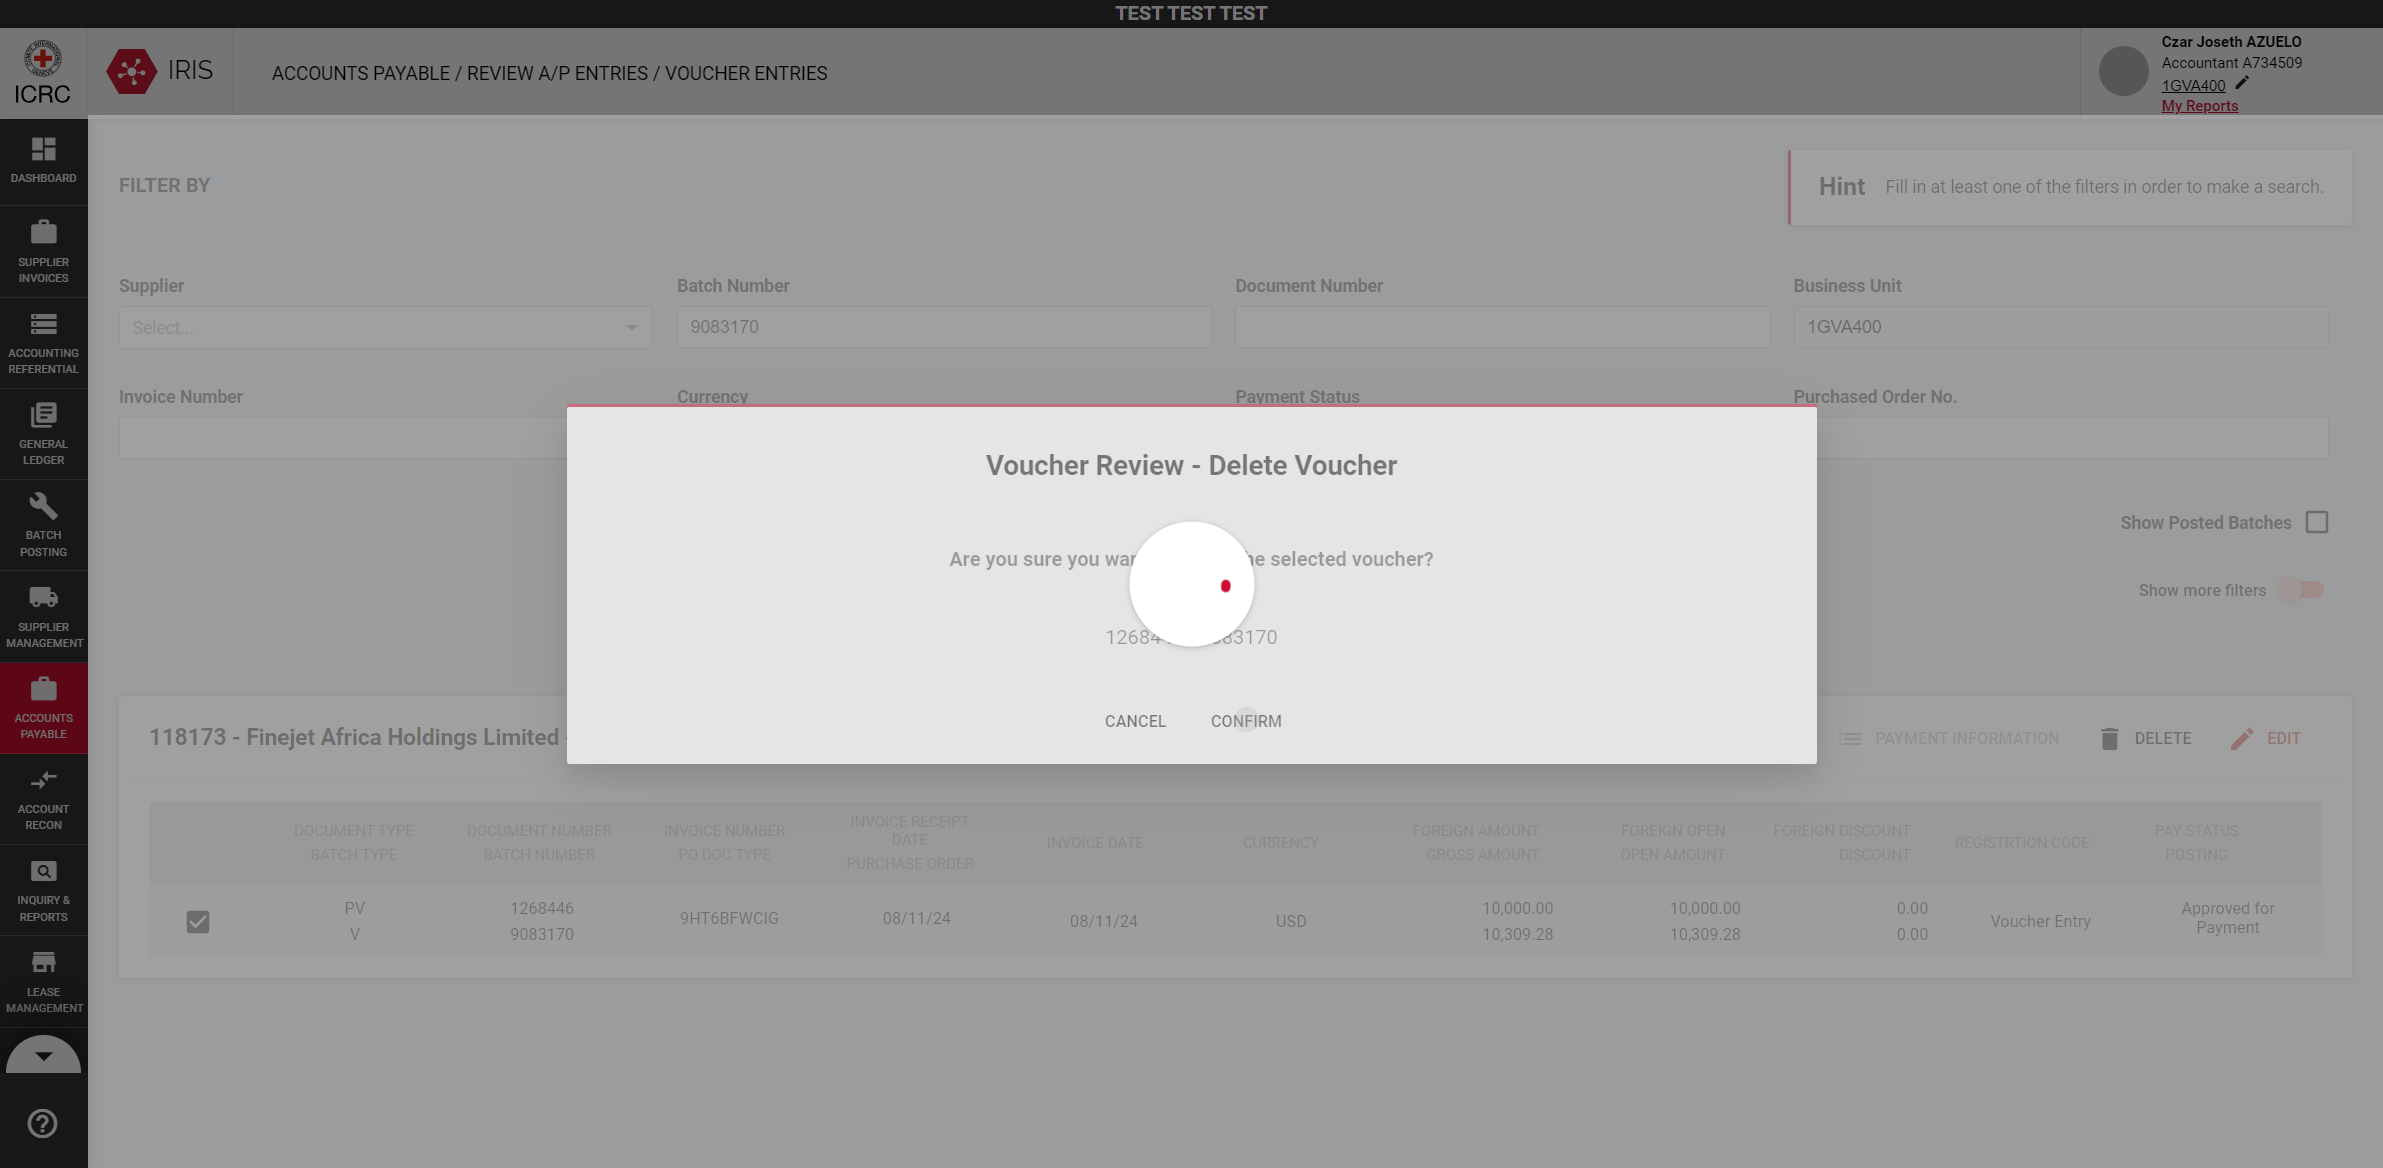 TEST TEST TEST
ICRC
IRIS
ACCOUNTS PAYABLE / REVIEW A/P ENTRIES / VOUCHER ENTRIES
Czar Joseth AZUELO
Accountant A734509
1GVA400
My Reports
DASHBOARD
SUPPLIER
INVOICES
ACCOUNTING
REFERENTIAL
GENERAL
LEDGER
BATCH
POSTING
SUPPLIER
MANAGEMENT
ACCOUNTS
PAYABLE
ACCOUNT
RECON
INQUIRY &
REPORTS
LEASE
MANAGEMENT
FILTER BY
Hint Fill in at least one of the filters in order to make a search.
Supplier Batch Number Document Number Business Unit
Select... 9083170 1GVA400
Invoice Number Currency Payment Status Purchased Order No.
Show Posted Batches
Show more filters
Voucher Review - Delete Voucher
Are you sure you selected voucher?
CANCEL CONFIRM
118173 - Finejet Africa Holdings Limited -
PAYMENT INFORMATION DELETE EDIT
DOCUMENT TYPE DOCUMENT NUMBER INVOICE NUMBER INVOICE RECEIPT DATE INVOICE DATE CURRENCY FOREIGN AMOUNT FOREIGN OPEN FOREIGN DISCOUNT REGISTRTION CODE PAY STATUS
BATCH TYPE BATCH NUMBER PO DOC TYPE PURCHASE ORDER GROSS AMOUNT OPEN AMOUNT DISCOUNT POSTING
PV 1268446 9HT6BFWCIG 08/11/24 08/11/24 USD 10,000.00 10,000.00 0.00 Voucher Entry Approved for Payment
V 9083170 10,309.28 10,309.28 0.00